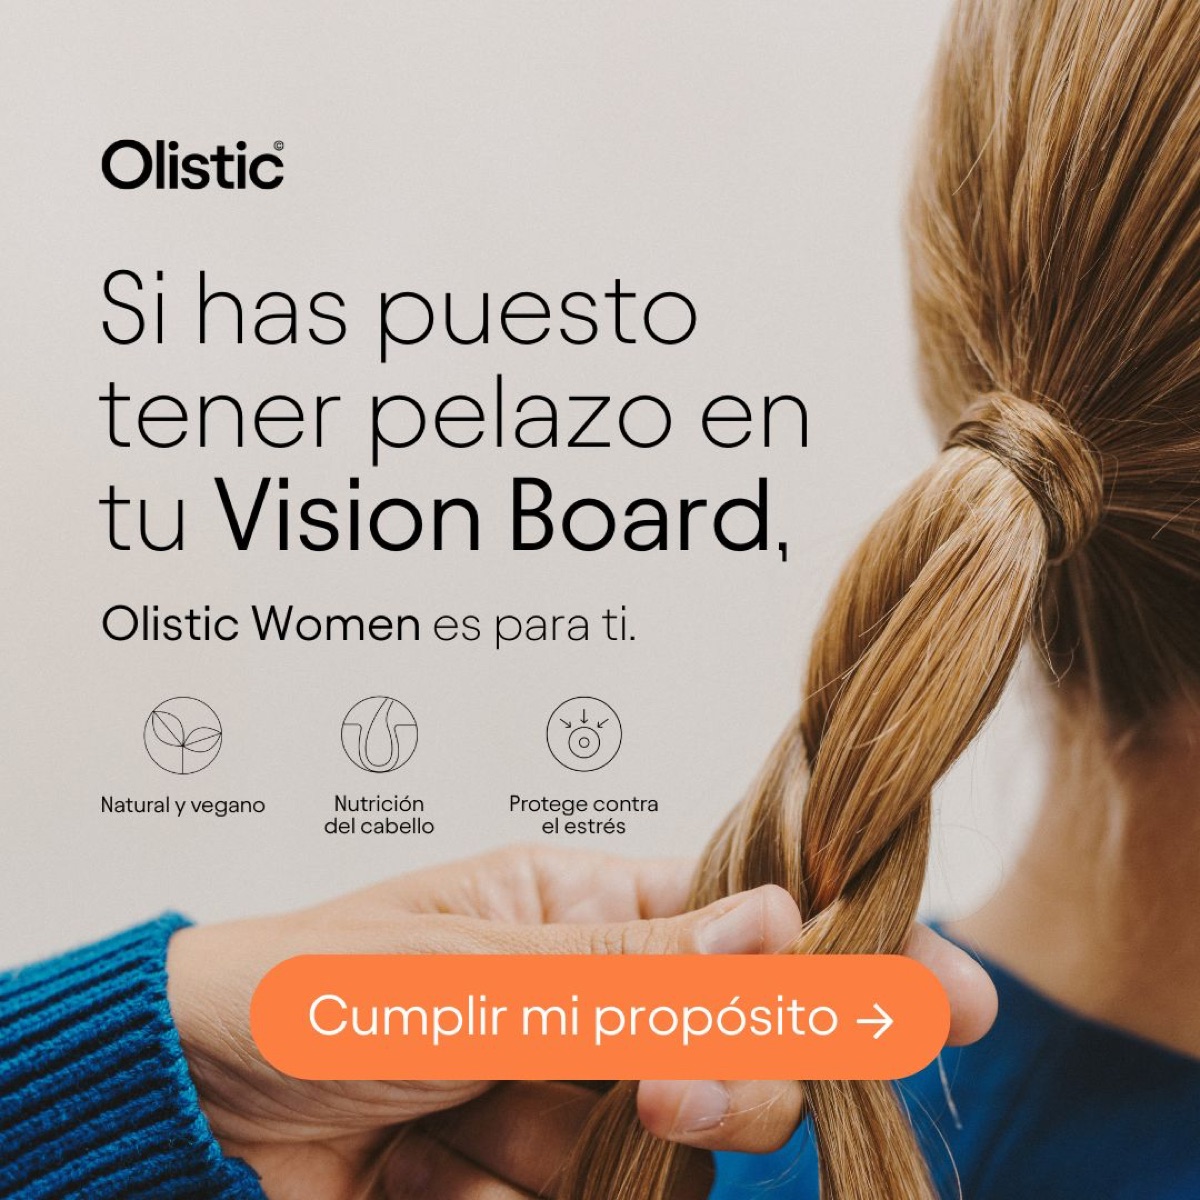 Olistic©
Si has puesto
tener pelazo en
tu Vision Board,
Olistic Women es para ti.
Natural y vegano
Nutrición
del cabello
Protege contra
el estrés
Cumplir mi propósito →